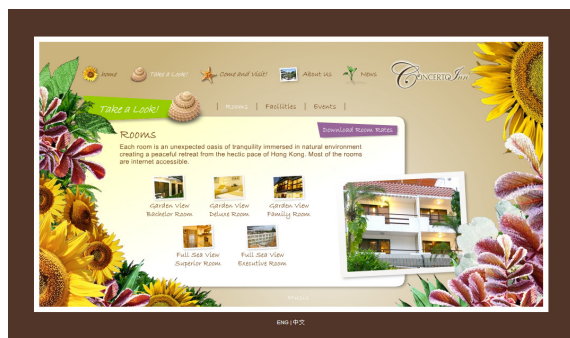 home
Take a Look!
Come and Visit!
About Us
News
Concerto Inn
Take a Look!
| Rooms | Facilities | Events |
Download Room Rates
Rooms
Each room is an unexpected oasis of tranquility immersed in natural environment
creating a peaceful retreat from the hectic pace of Hong Kong. Most of the rooms
are internet accessible.
Garden View
Bachelor Room
Garden View
Deluxe Room
Garden View
Family Room
Full Sea View
Superior Room
Full Sea View
Executive Room
ENG | 中文